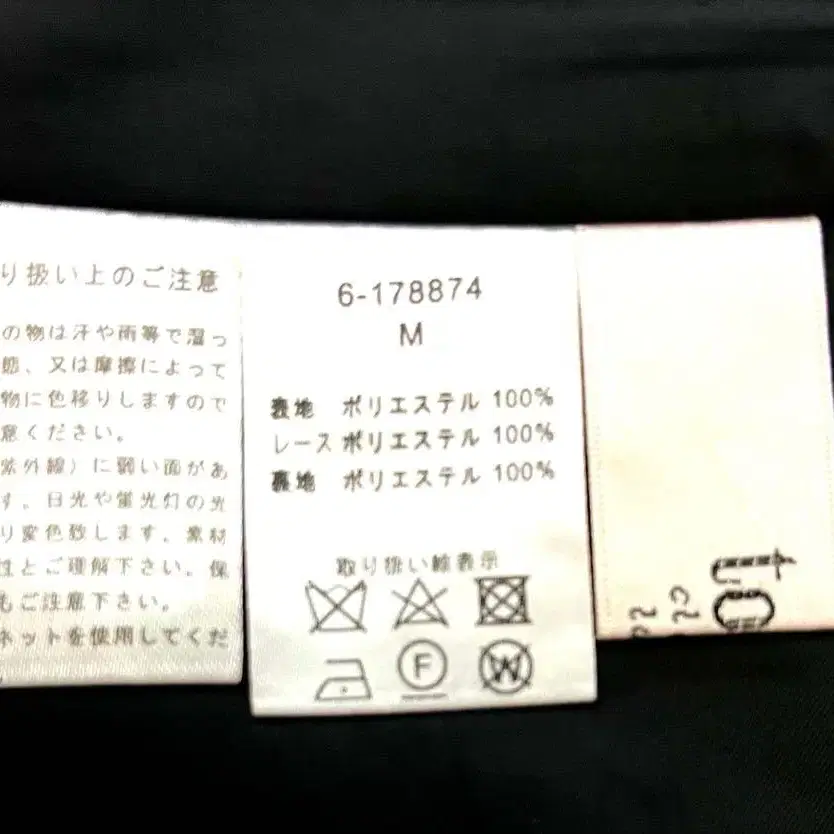 り扱い上のご注意
の物は汗や雨等で湿っ
態、又は摩擦によって
物に色移りしますので
意ください。
紫外線）に弱い面があ
す。日光や蛍光灯の光
り変色致します。素材
性とご理解下さい。保
もご注意下さい。
ネットを使用してくだ
6-178874
M
表地 ポリエステル 100%
レース ポリエステル 100%
裏地 ポリエステル 100%
取り扱い絵表示
F
W
to